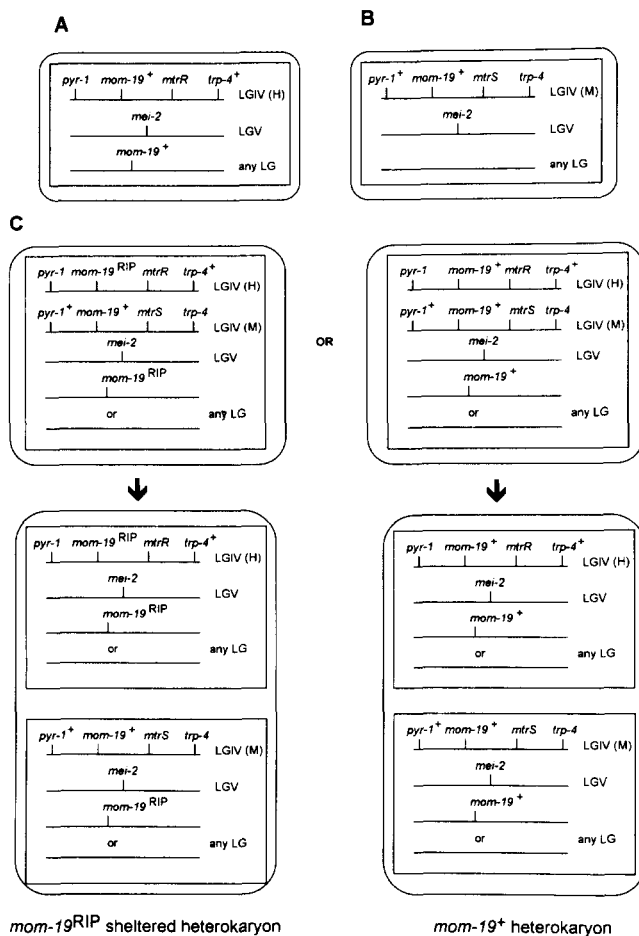 A
pyr-1 mom-19+ mtrR trp-4+
LGIV (H)
mei-2
LGV
mom-19+
any LG
B
pyr-1+ mom-19+ mtrS trp-4
LGIV (M)
mei-2
LGV
any LG
C
pyr-1 mom-19RIP mtrR trp-4+
LGIV (H)
pyr-1+ mom-19+ mtrS trp-4
LGIV (M)
mei-2
LGV
mom-19RIP
or any LG
OR
pyr-1 mom-19+ mtrR trp-4+
LGIV (H)
pyr-1+ mom-19+ mtrS trp-4
LGIV (M)
mei-2
LGV
mom-19+
or any LG
pyr-1 mom-19RIP mtrR trp-4+
LGIV (H)
mei-2
LGV
mom-19RIP
or any LG
pyr-1+ mom-19+ mtrS trp-4
LGIV (M)
mei-2
LGV
mom-19RIP
or any LG
mom-19RIP sheltered heterokaryon
pyr-1 mom-19+ mtrR trp-4+
LGIV (H)
mei-2
LGV
mom-19+
or any LG
pyr-1+ mom-19+ mtrS trp-4
LGIV (M)
mei-2
LGV
mom-19+
or any LG
mom-19+ heterokaryon